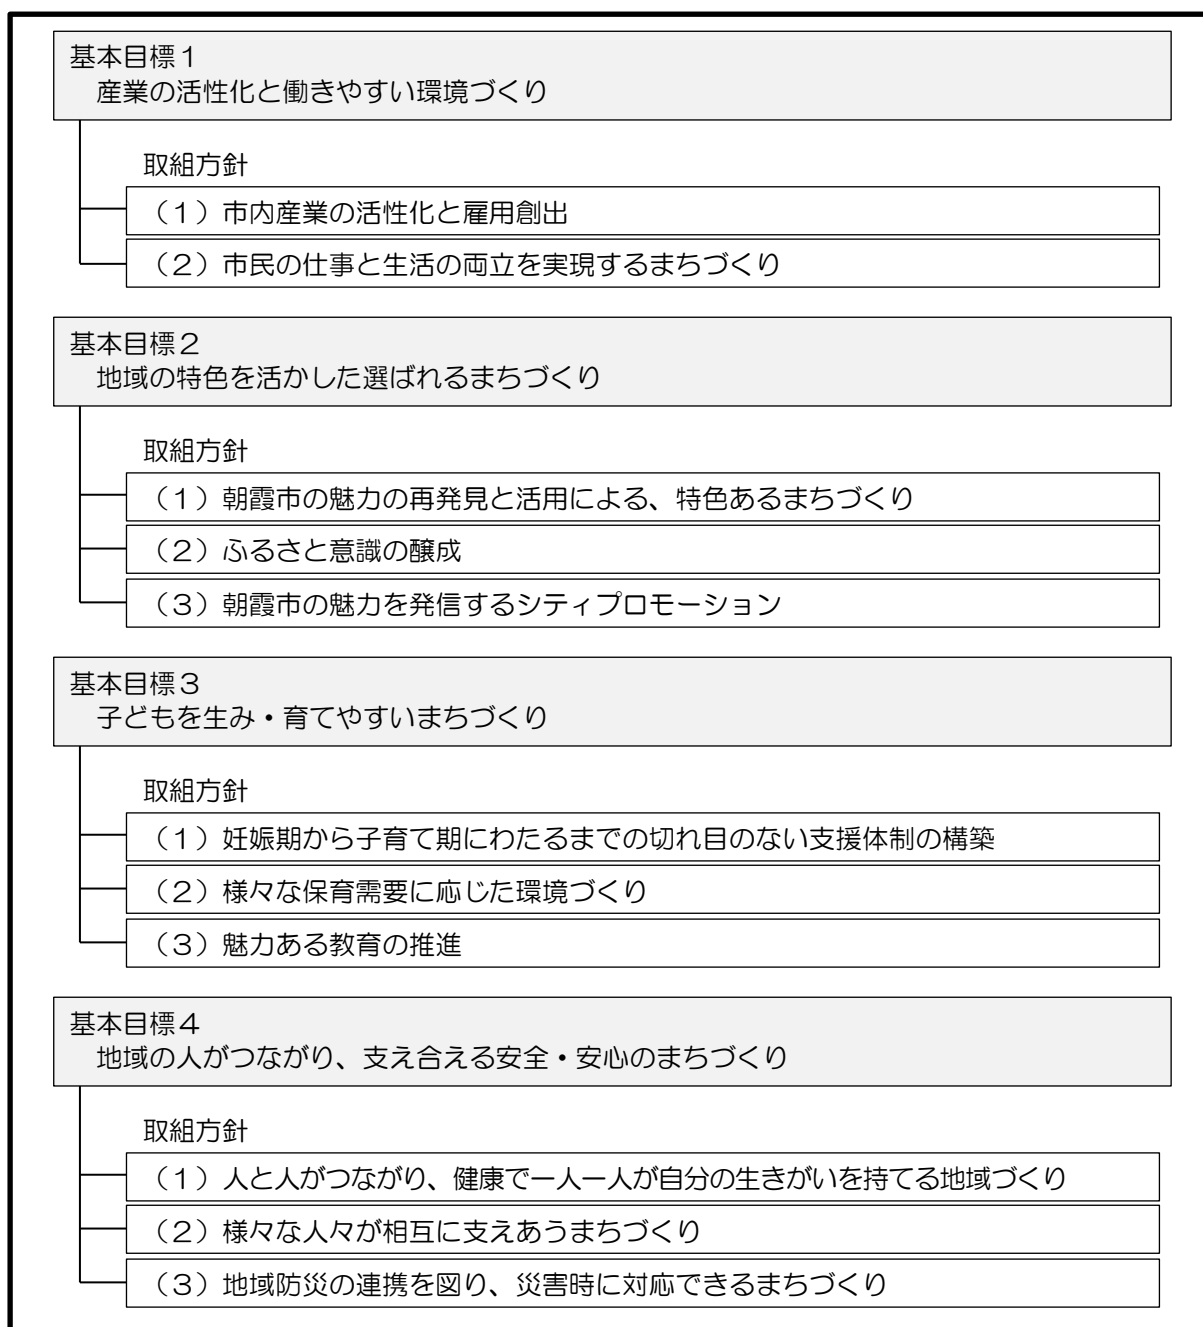 基本目標１
産業の活性化と働きやすい環境づくり
取組方針
（１）市内産業の活性化と雇用創出
（２）市民の仕事と生活の両立を実現するまちづくり
基本目標２
地域の特色を活かした選ばれるまちづくり
取組方針
（１）朝霞市の魅力の再発見と活用による、特色あるまちづくり
（２）ふるさと意識の醸成
（３）朝霞市の魅力を発信するシティプロモーション
基本目標３
子どもを生み・育てやすいまちづくり
取組方針
（１）妊娠期から子育て期にわたるまでの切れ目のない支援体制の構築
（２）様々な保育需要に応じた環境づくり
（３）魅力ある教育の推進
基本目標４
地域の人がつながり、支え合える安全・安心のまちづくり
取組方針
（１）人と人がつながり、健康で一人一人が自分の生きがいを持てる地域づくり
（２）様々な人々が相互に支えあうまちづくり
（３）地域防災の連携を図り、災害時に対応できるまちづくり